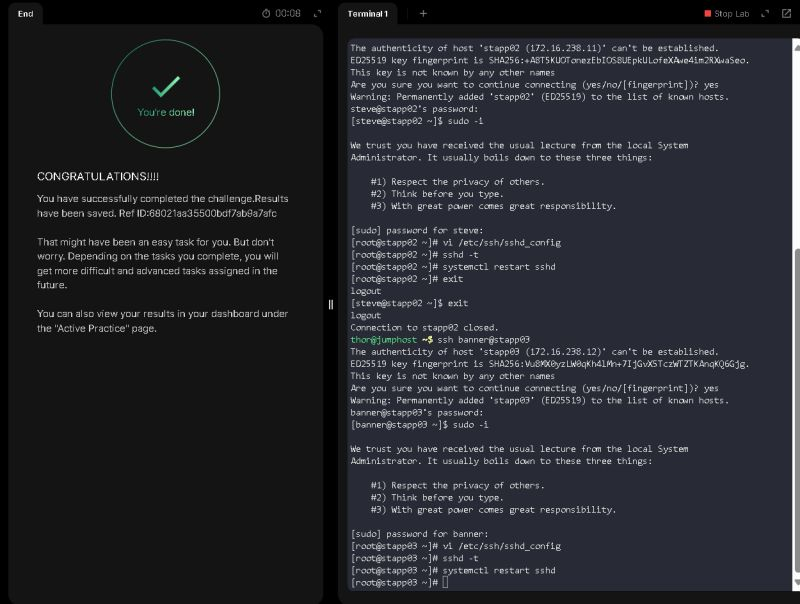 End
00:08
You're done!
CONGRATULATIONS!!!!
You have successfully completed the challenge.Results
have been saved. Ref ID:68021aa35500bdf7ab9a7afc
That might have been an easy task for you. But don't
worry. Depending on the tasks you complete, you will
get more difficult and advanced tasks assigned in the
future.
You can also view your results in your dashboard under
the "Active Practice" page.
Terminal 1
+
Stop Lab
The authenticity of host 'stapp02 (172.16.238.11)' can't be established.
ED25519 key fingerprint is SHA256:+A8T5KUOTonezEbIOS8UEpkULofeXAwe4im2RXwaSeo.
This key is not known by any other names
Are you sure you want to continue connecting (yes/no/[fingerprint])? yes
Warning: Permanently added 'stapp02' (ED25519) to the list of known hosts.
steve@stapp02's password:
[steve@stapp02 ~]$ sudo -i
We trust you have received the usual lecture from the local System
Administrator. It usually boils down to these three things:
#1) Respect the privacy of others.
#2) Think before you type.
#3) With great power comes great responsibility.
[sudo] password for steve:
[root@stapp02 ~]# vi /etc/ssh/sshd_config
[root@stapp02 ~]# sshd -t
[root@stapp02 ~]# systemctl restart sshd
[root@stapp02 ~]# exit
logout
[steve@stapp02 ~]$ exit
logout
Connection to stapp02 closed.
thor@jumphost ~$ ssh banner@stapp03
The authenticity of host 'stapp03 (172.16.238.12)' can't be established.
ED25519 key fingerprint is SHA256:Vu8MX0yzLW0qKh4lMn+7IjGvX5TczWTZTKAnqKQ6Gjg.
This key is not known by any other names
Are you sure you want to continue connecting (yes/no/[fingerprint])? yes
Warning: Permanently added 'stapp03' (ED25519) to the list of known hosts.
banner@stapp03's password:
[banner@stapp03 ~]$ sudo -i
We trust you have received the usual lecture from the local System
Administrator. It usually boils down to these three things:
#1) Respect the privacy of others.
#2) Think before you type.
#3) With great power comes great responsibility.
[sudo] password for banner:
[root@stapp03 ~]# vi /etc/ssh/sshd_config
[root@stapp03 ~]# sshd -t
[root@stapp03 ~]# systemctl restart sshd
[root@stapp03 ~]#